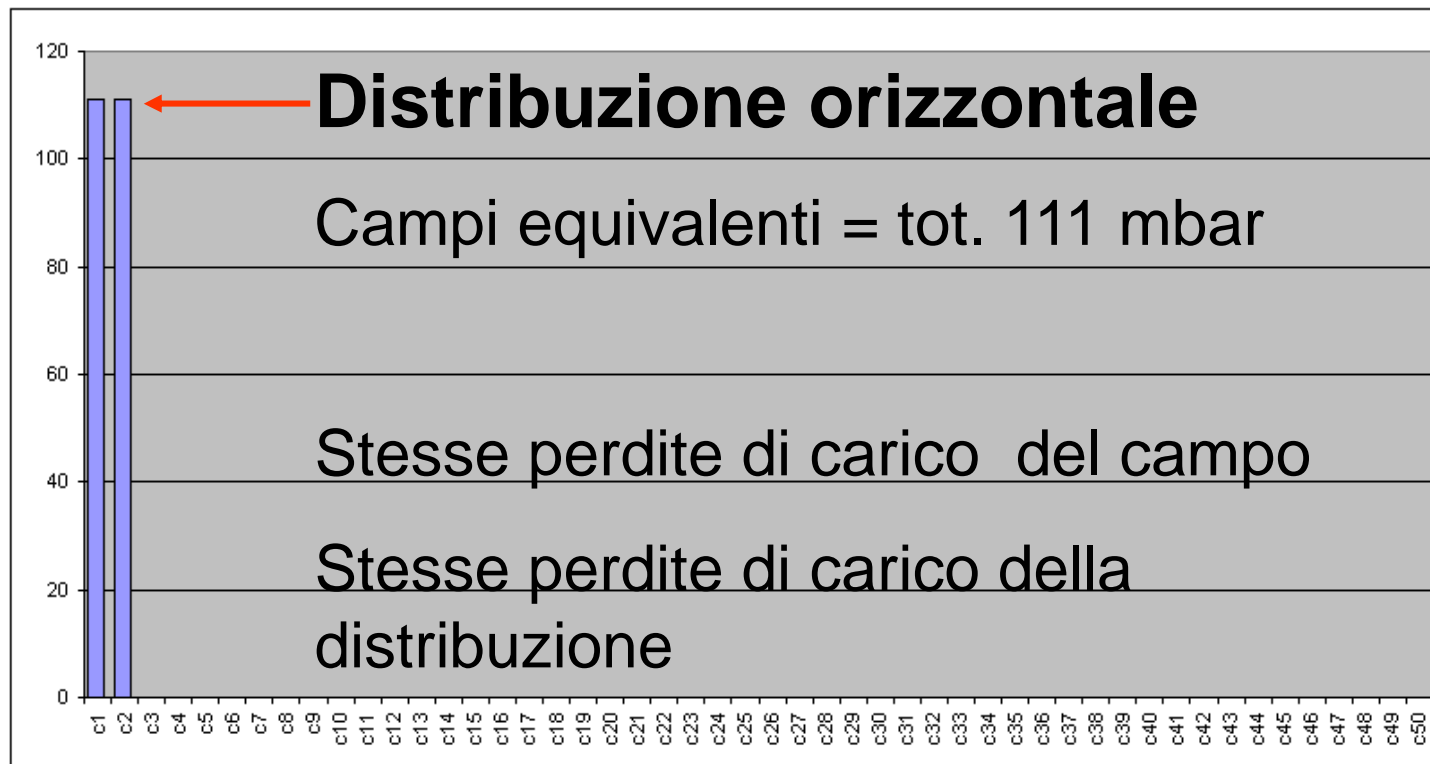 120
Distribuzione orizzontale
100
Campi equivalenti = tot. 111 mbar
80
60
Stesse perdite di carico del campo
40
Stesse perdite di carico della
20
distribuzione
0
c1 c2 c3 c4 c5 c6 c7 c8 c9 c10 c11 c12 c13 c14 c15 c16 c17 c18 c19 c20 c21 c22 c23 c24 c25 c26 c27 c28 c29 c30 c31 c32 c33 c34 c35 c36 c37 c38 c39 c40 c41 c42 c43 c44 c45 c46 c47 c48 c49 c50